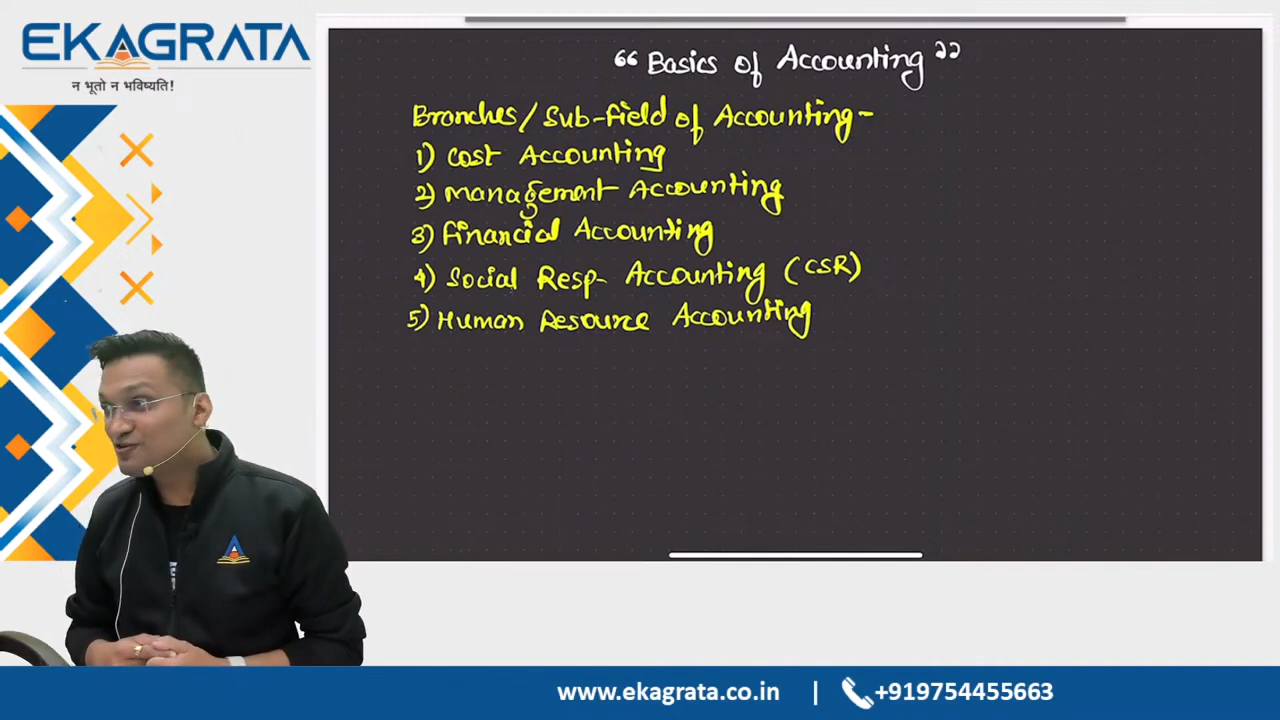 EKAGRATA
न भूतो न भविष्यति!
“Basics of Accounting”
Branches/Sub-field of Accounting-
1) Cost Accounting
2) Management Accounting
3) Financial Accounting
4) Social Resp- Accounting (CSR)
5) Human Resource Accounting
www.ekagrata.co.in | +919754455663